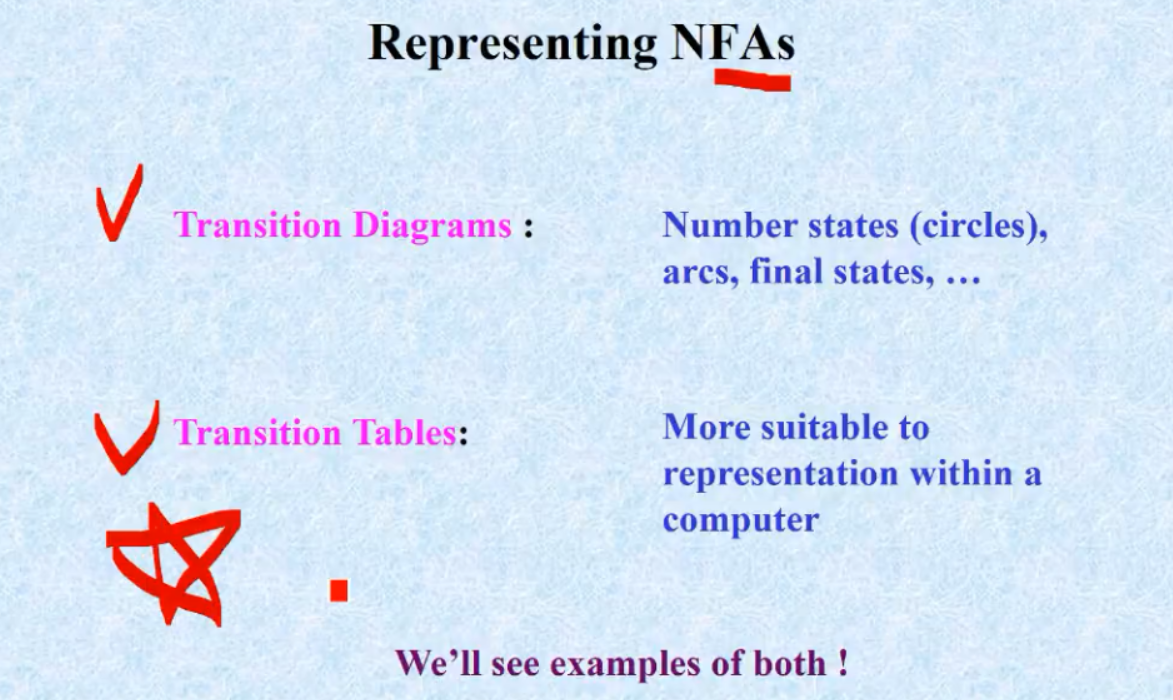 Representing NFAs
Transition Diagrams :
Number states (circles),
arcs, final states, …
Transition Tables:
More suitable to
representation within a
computer
We’ll see examples of both !